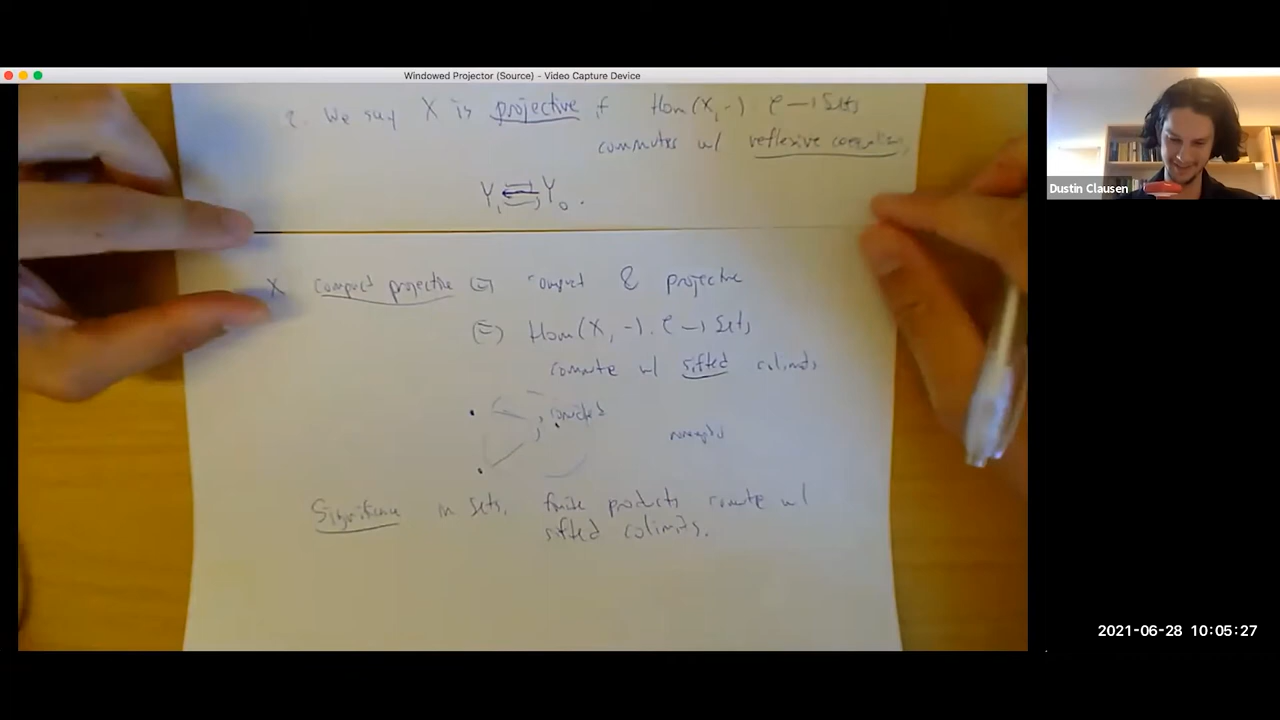 Windowed Projector (Source) - Video Capture Device
2. We say X is projective if Hom(X,-) C → Sets
commutes w/ reflexive
Y₁ ⇇ Y₀.
X compact projective ⇔ compact & projective
⇔ Hom(X, -). C → Sets
commute w/ sifted colimits
connected
nonempty
Significance in Sets, finite products commute w/
sifted colimits.
Dustin Clausen
2021-06-28 10:05:27